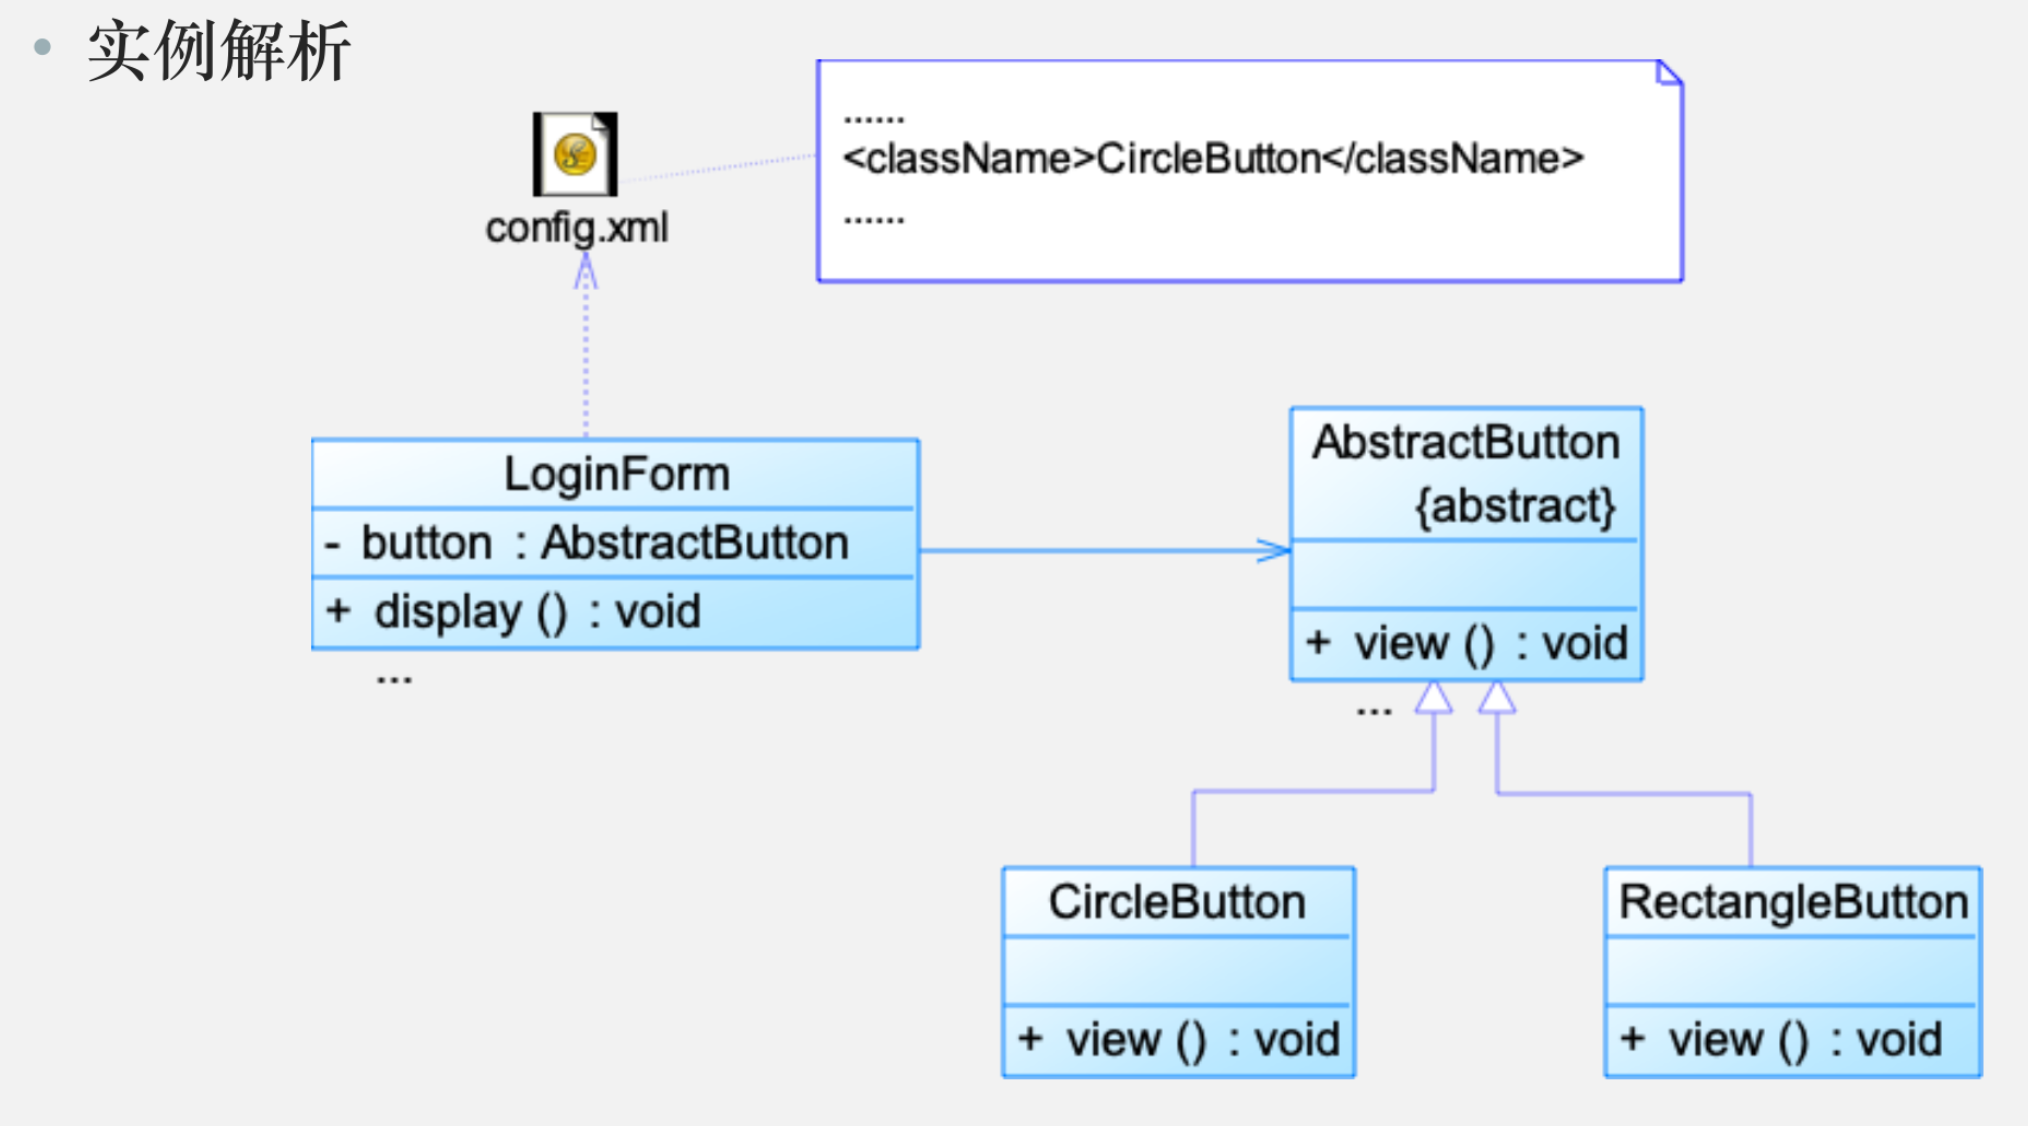 • 实例解析
......
<className>CircleButton</className>
......
config.xml
LoginForm
- button : AbstractButton
+ display () : void
...
AbstractButton
{abstract}
+ view () : void
...
CircleButton
+ view () : void
RectangleButton
+ view () : void